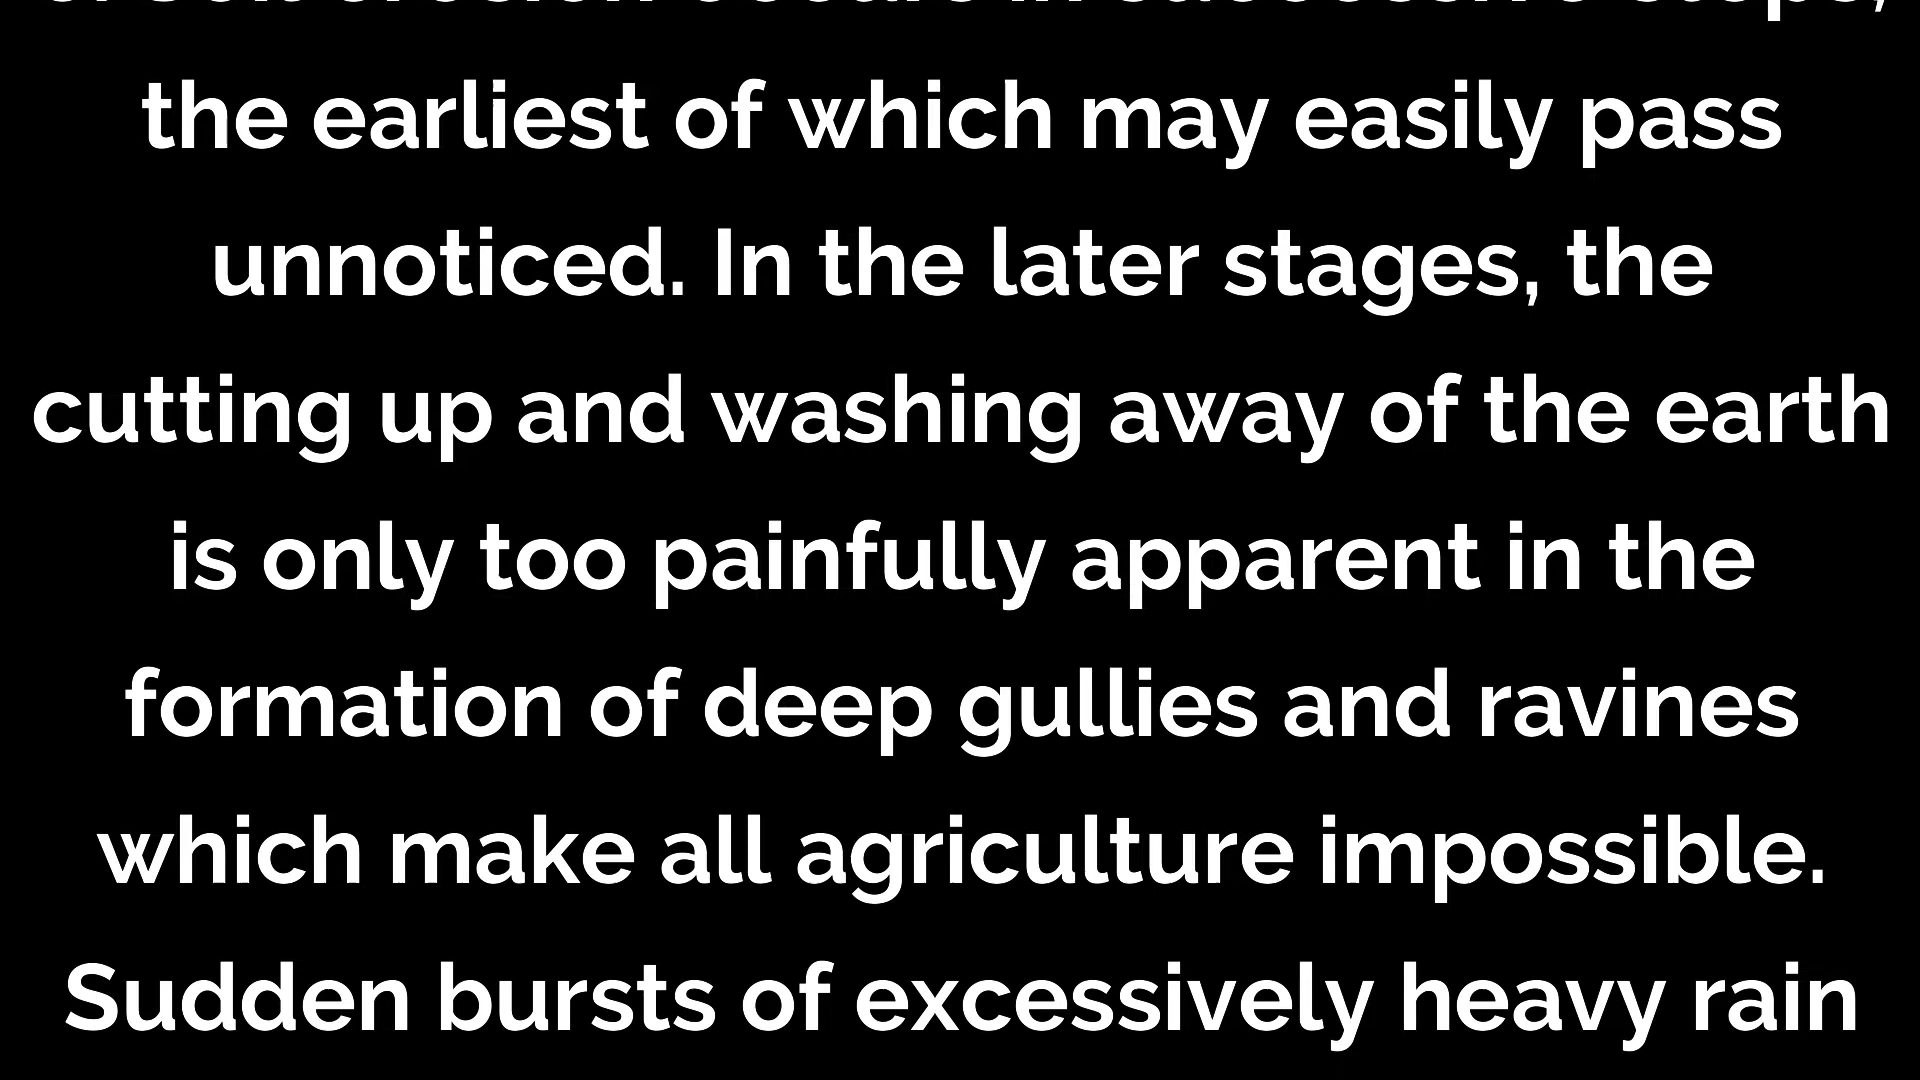 the earliest of which may easily pass
unnoticed. In the later stages, the
cutting up and washing away of the earth
is only too painfully apparent in the
formation of deep gullies and ravines
which make all agriculture impossible.
Sudden bursts of excessively heavy rain